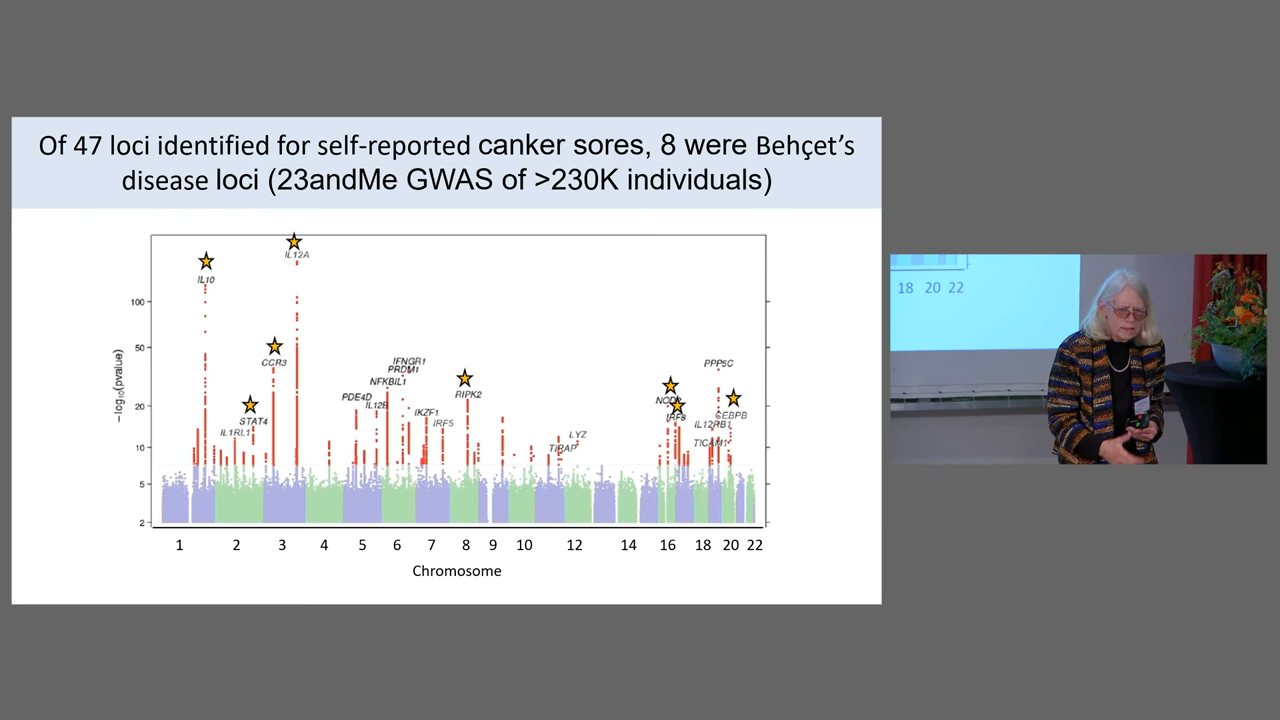 Of 47 loci identified for self-reported canker sores, 8 were Behçet's
disease loci (23andMe GWAS of >230K individuals)
IL12A
IL10
100
50
CCR3
IFNGR1
PRDM1
PPP5C
NFKBIL1
RIPK2
PDE4D
IL12B
20
STAT4
IKZF1
IRF5
IRF8
CEBPB
IL12RB1
IL1RL1
LYZ
TICAM1
TIRAP
10
5
2
−log10(pvalue)
1 2 3 4 5 6 7 8 9 10 12 14 16 18 20 22
Chromosome
18 20 22